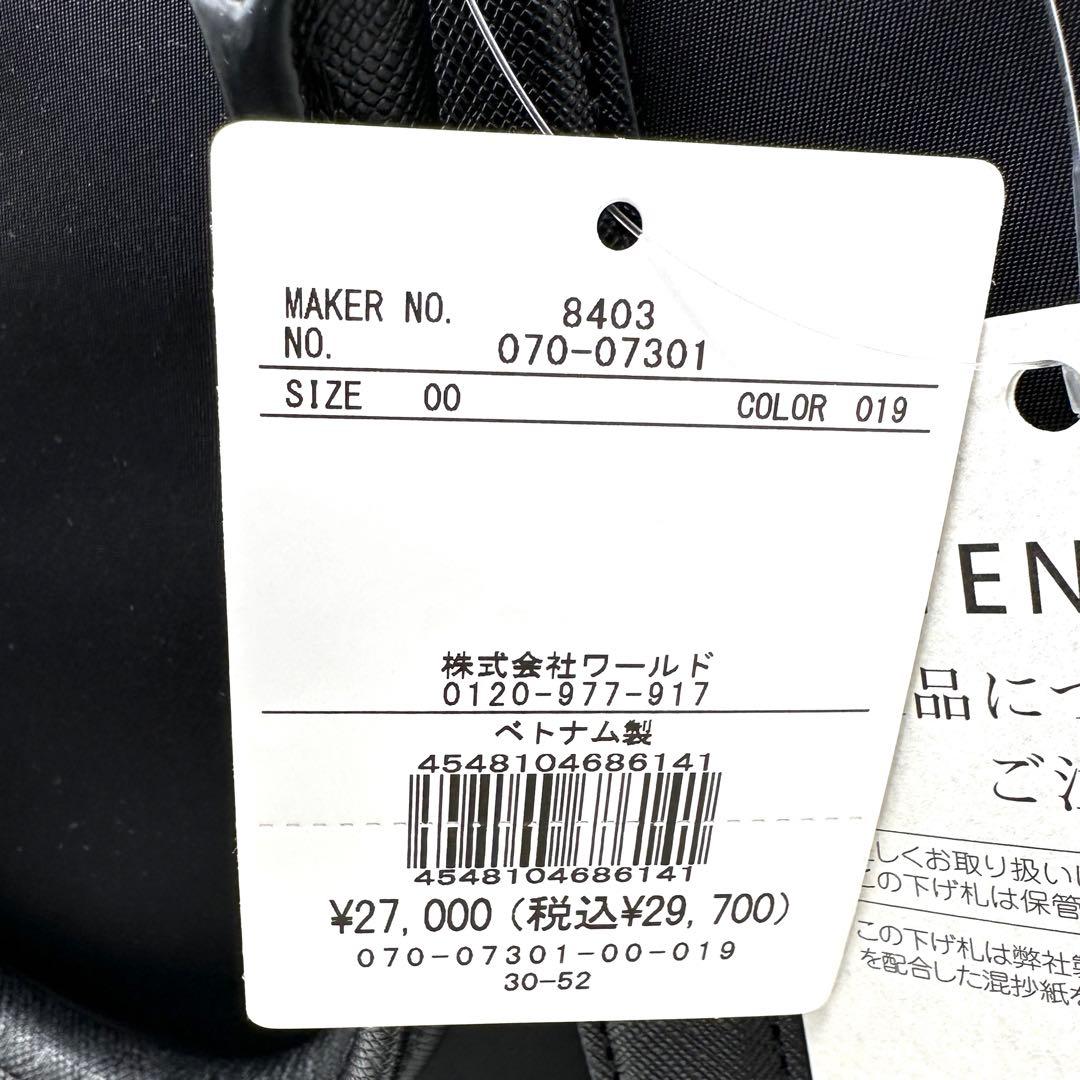 MAKER NO. 8403
NO. 070-07301
SIZE 00 COLOR 019
株式会社ワールド
0120-977-917
ベトナム製
4548104686141
4548104686141
¥27,000 (税込¥29,700)
070-07301-00-019
30-52
EN
品につ
ご注
しくお取り扱い
この下げ札は保管
この下げ札は弊社
を配合した混抄紙を